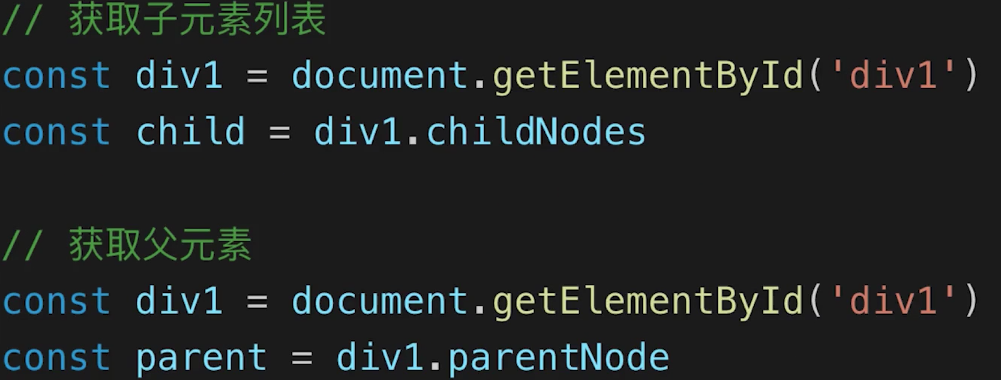 // 获取子元素列表
const div1 = document.getElementById('div1')
const child = div1.childNodes
// 获取父元素
const div1 = document.getElementById('div1')
const parent = div1.parentNode